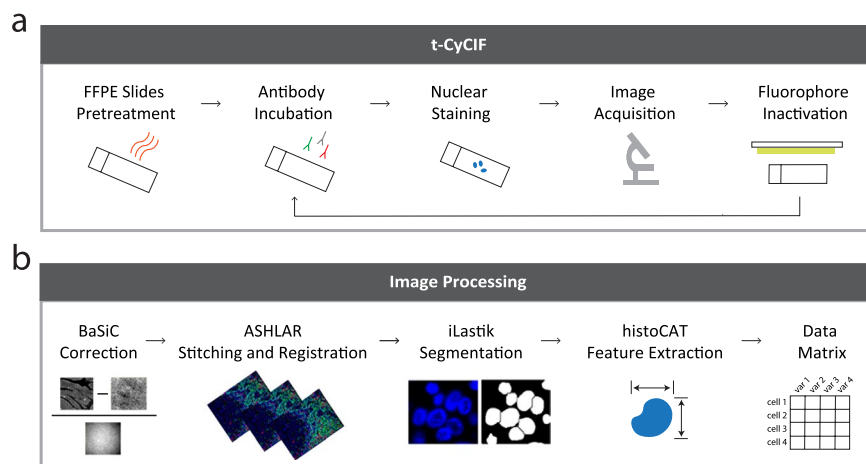 a
t-CyCIF
FFPE Slides
Pretreatment
Antibody
Incubation
Nuclear
Staining
Image
Acquisition
Fluorophore
Inactivation
b
Image Processing
BaSiC
Correction
ASHLAR
Stitching and Registration
iLastik
Segmentation
histoCAT
Feature Extraction
Data
Matrix
var 1
var 2
var 3
var 4
cell 1
cell 2
cell 3
cell 4